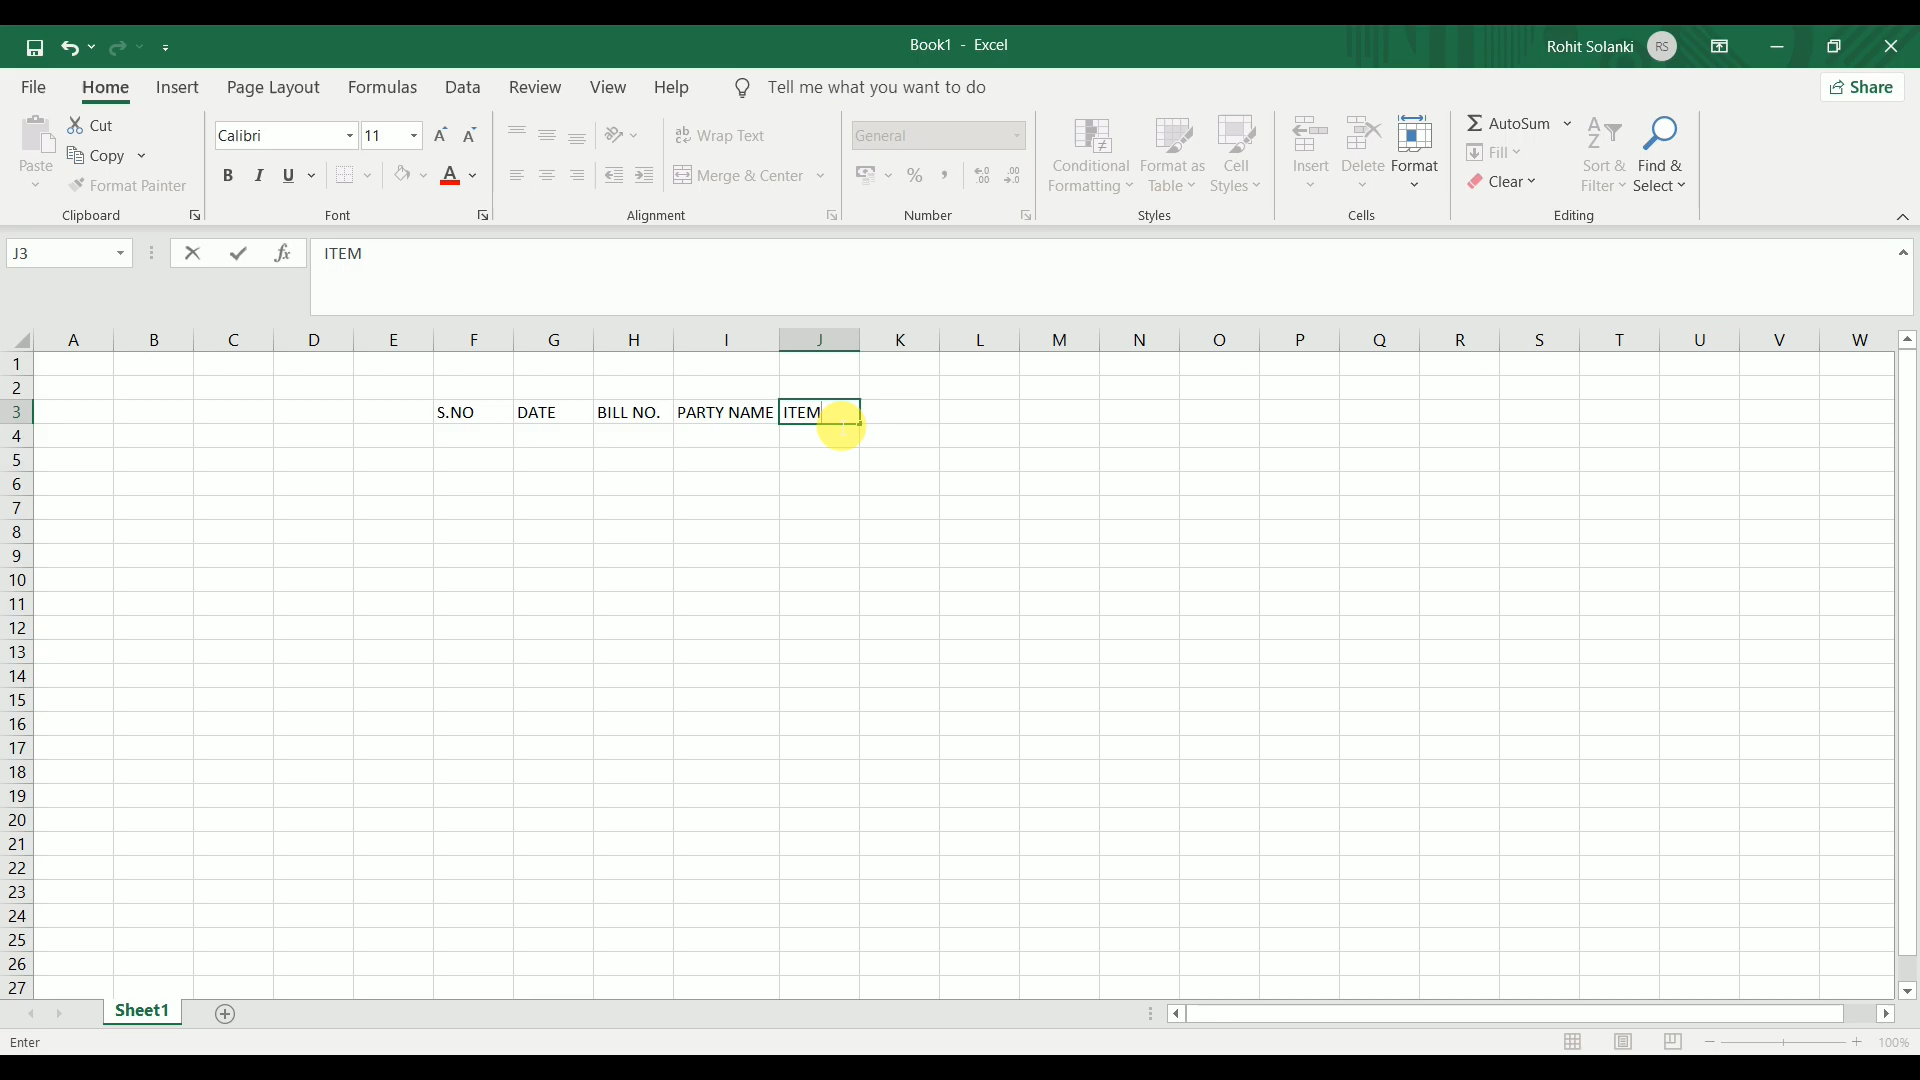 Book1 - Excel
Rohit Solanki RS
File Home Insert Page Layout Formulas Data Review View Help Tell me what you want to do Share
Paste
Cut
Copy
Format Painter
Clipboard
Calibri 11
B I U A
Font
ab Wrap Text
Merge & Center
Alignment
General
% ,
Number
Conditional Formatting
Format as Table
Cell Styles
Styles
Insert Delete Format
Cells
AutoSum
Fill
Clear
Sort & Filter
Find & Select
Editing
J3 fx ITEM
A B C D E F G H I J K L M N O P Q R S T U V W
1
2
3 S.NO DATE BILL NO. PARTY NAME ITEM
4
5
6
7
8
9
10
11
12
13
14
15
16
17
18
19
20
21
22
23
24
25
26
27
Sheet1
Enter 100%